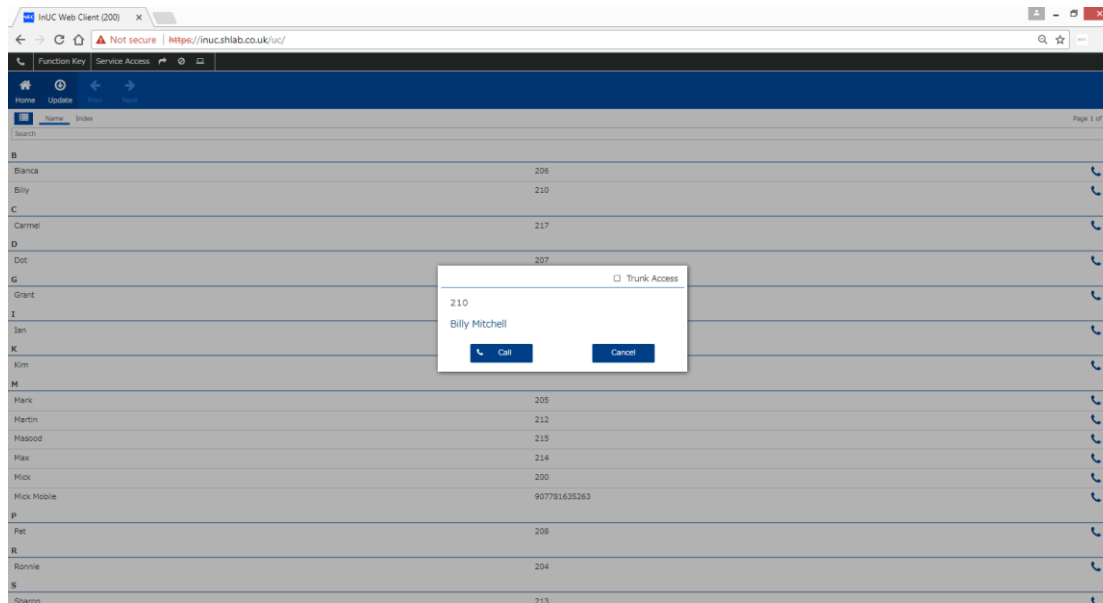 NEC InUC Web Client (200)
Not secure https://inuc.shlab.co.uk/uc/
Function Key Service Access
Home Update Prev Next
Name Index Page 1 of
Search
B
Bianca 206
Billy 210
C
Carmel 217
D
Dot 207
Trunk Access
G
Grant
210
I
Billy Mitchell
Ian
K
Call Cancel
Kim
M
Mark 205
Martin 212
Masood 215
Max 214
Mick 200
Mick Mobile 907781635263
P
Pat 208
R
Ronnie 204
S
Sharon 213